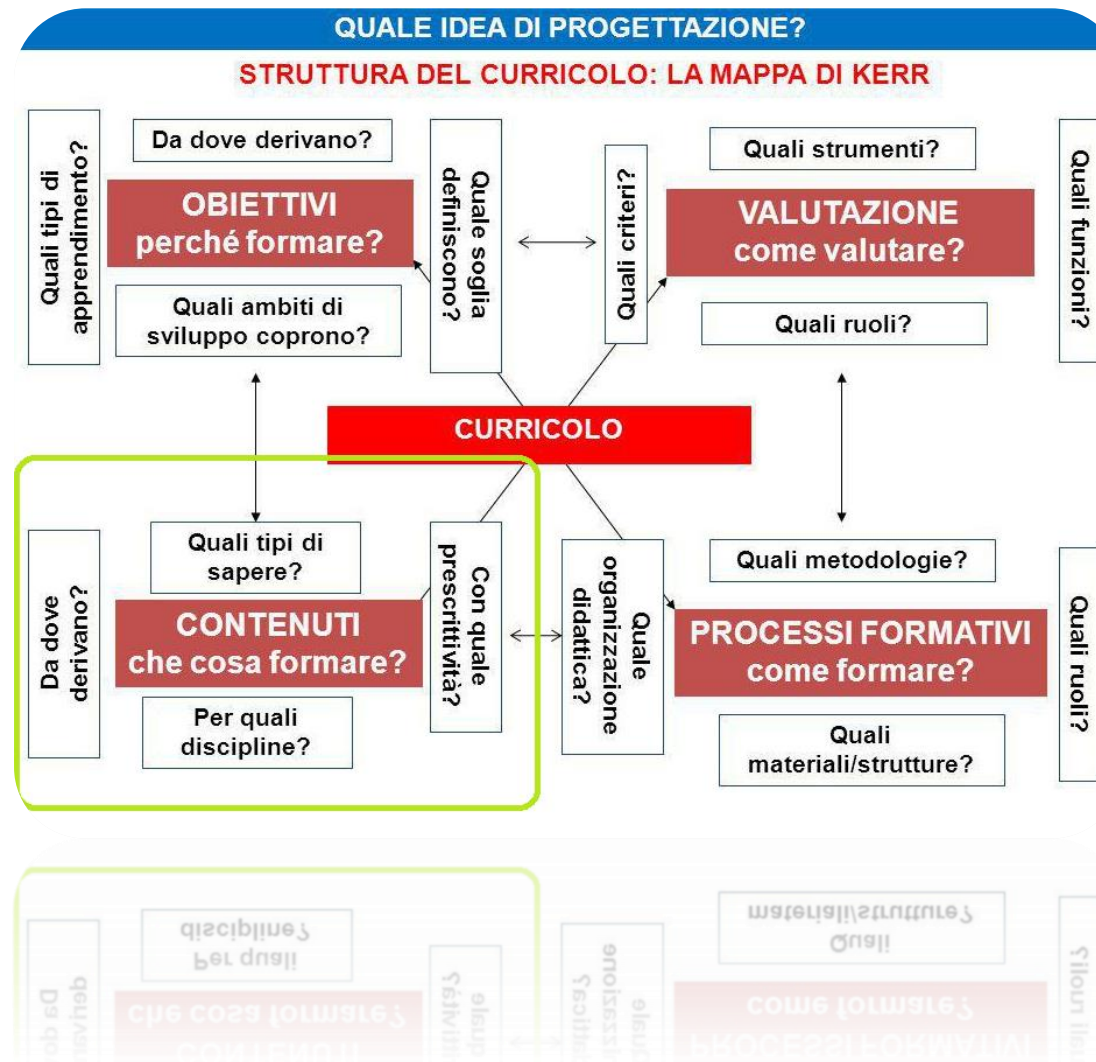 QUALE IDEA DI PROGETTAZIONE?
STRUTTURA DEL CURRICOLO: LA MAPPA DI KERR
Quali tipi di
apprendimento?
Da dove derivano?
OBIETTIVI
perché formare?
Quali ambiti di
sviluppo coprono?
Quale soglia
definiscono?
Quali criteri?
Quali strumenti?
VALUTAZIONE
come valutare?
Quali ruoli?
Quali funzioni?
CURRICOLO
Da dove
derivano?
Quali tipi di
sapere?
CONTENUTI
che cosa formare?
Per quali
discipline?
Con quale
prescrittività?
Quale
organizzazione
didattica?
Quali metodologie?
PROCESSI FORMATIVI
come formare?
Quali
materiali/strutture?
Quali ruoli?